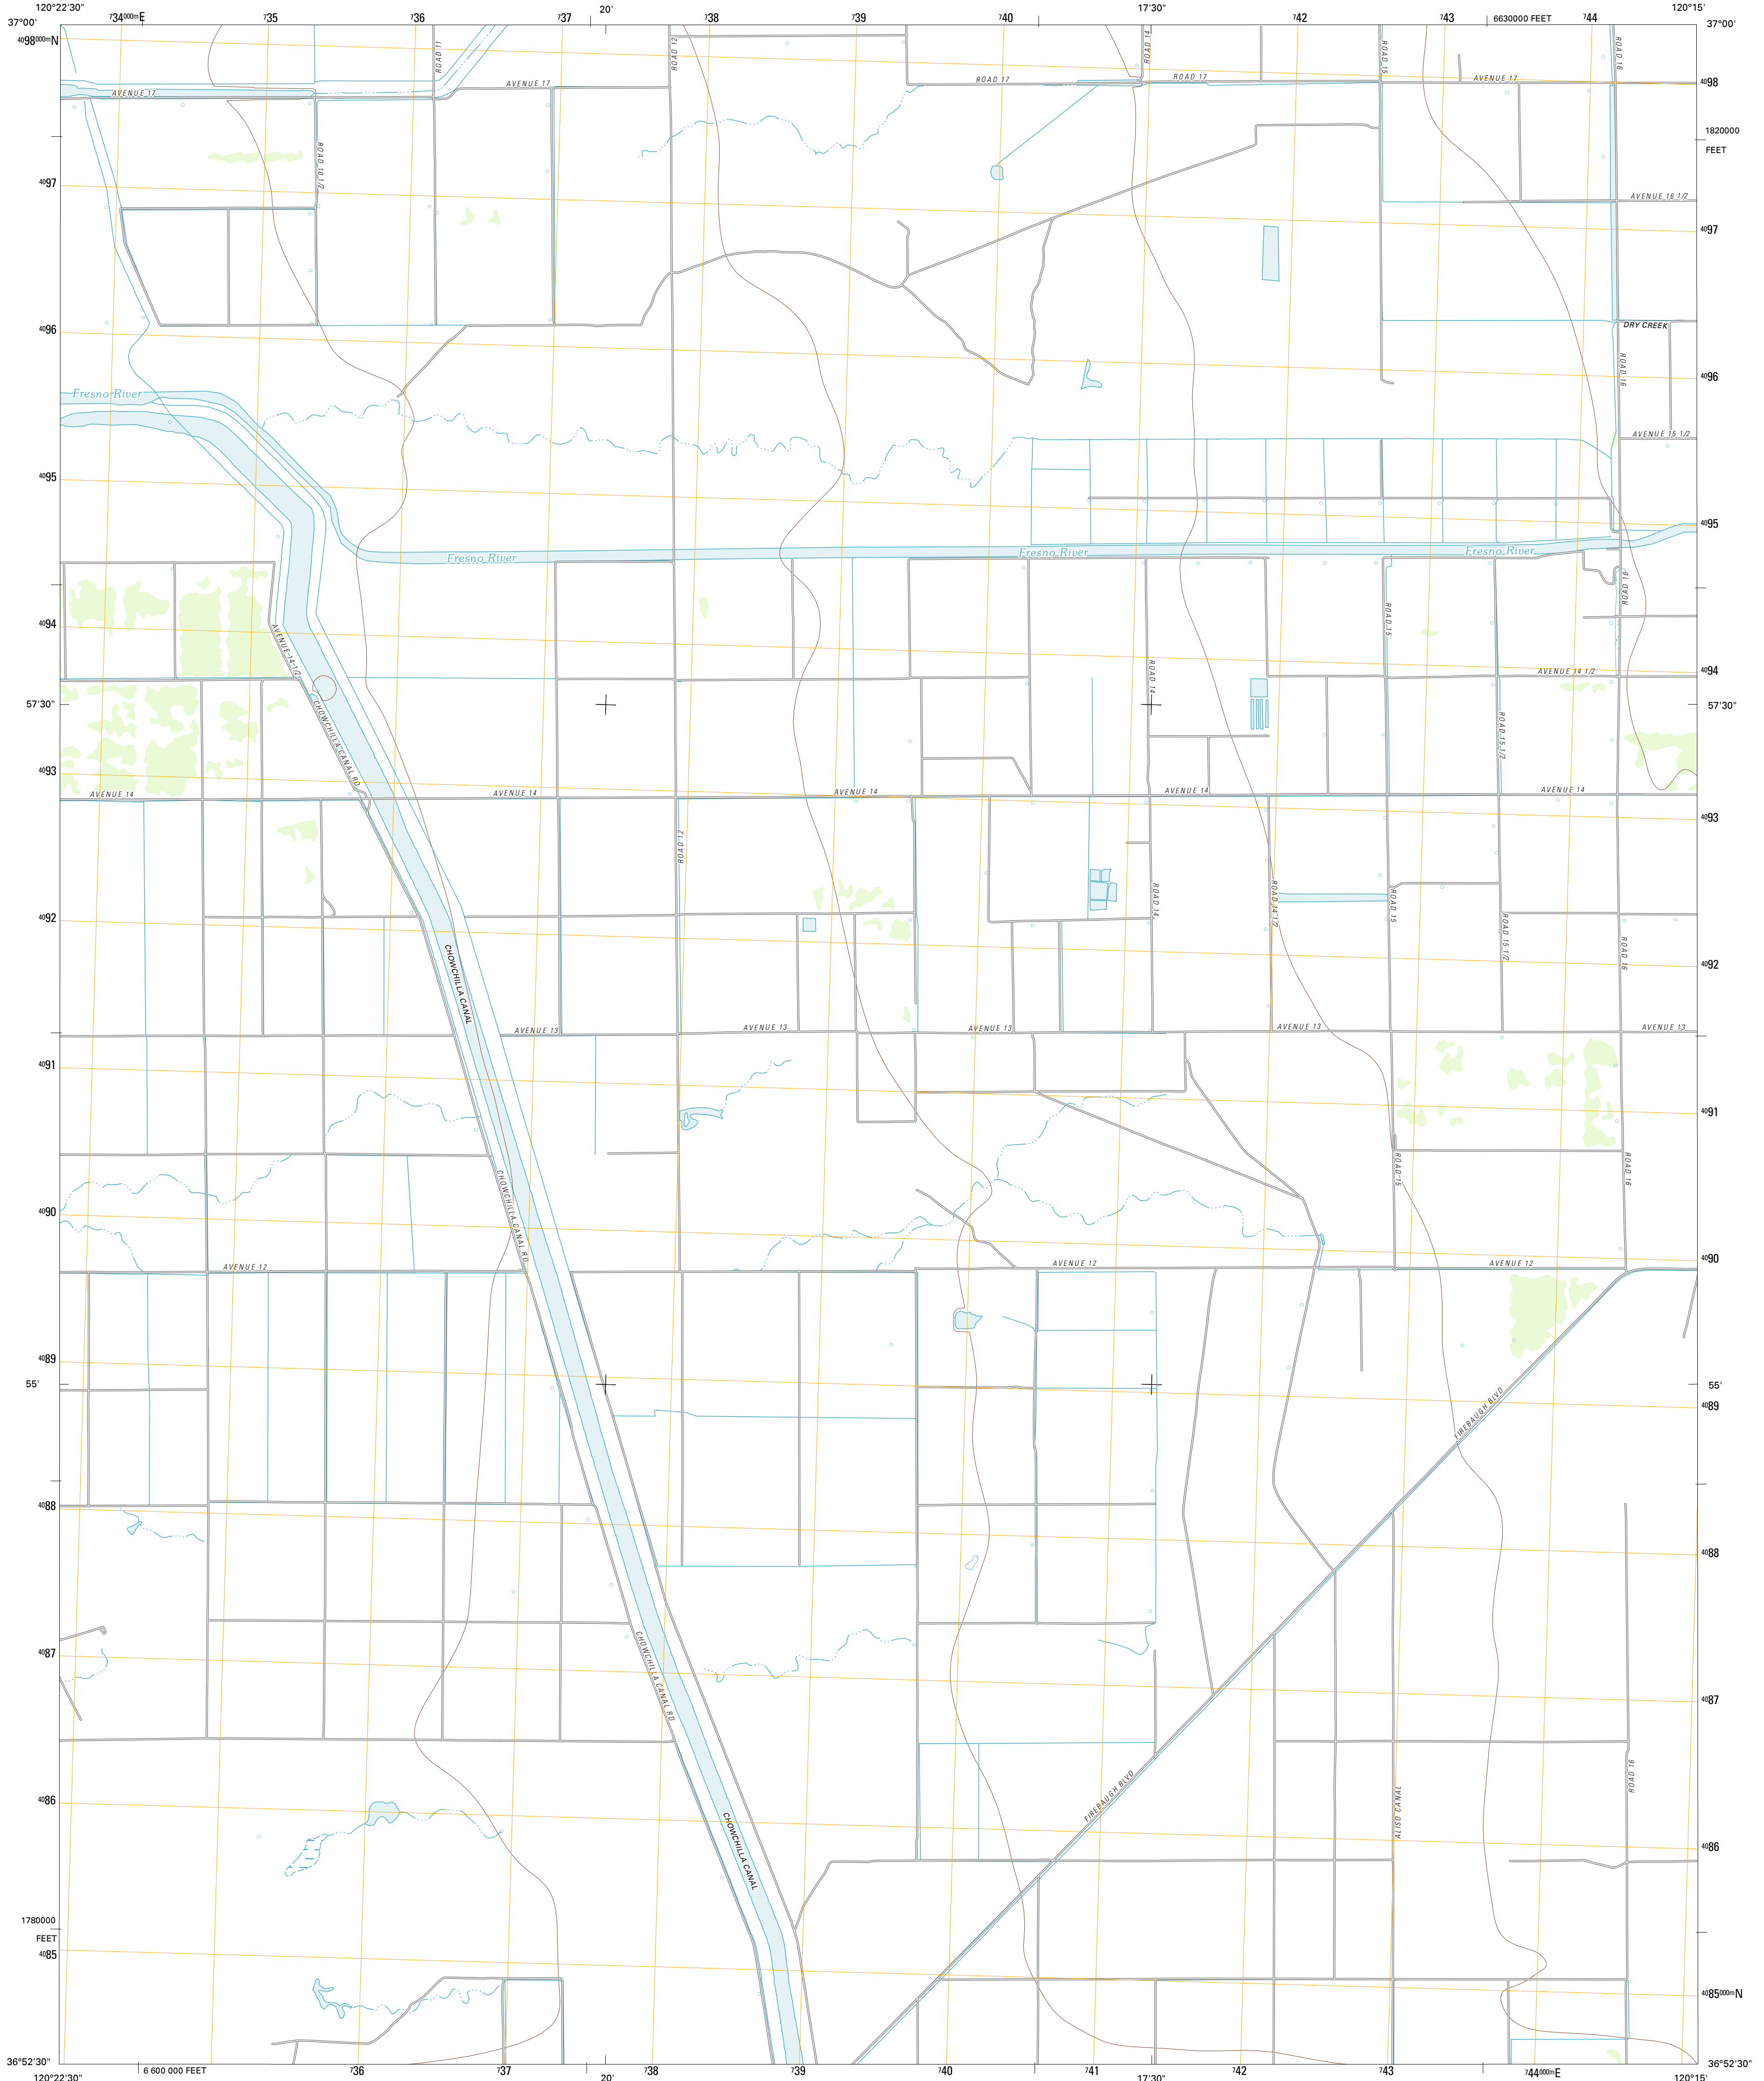 120°22'30"
⁷34⁰⁰⁰ᵐE
⁷35
⁷36
⁷37
20'
⁷38
⁷39
⁷40
17'30"
⁷42
⁷43
6630000 FEET
⁷44
120°15'
37°00'
37°00'
⁴⁰98⁰⁰⁰ᵐN
ROAD 11
ROAD 12
ROAD 14
ROAD 15
ROAD 16
AVENUE 17
AVENUE 17
ROAD 17
ROAD 17
AVENUE 17
⁴⁰98
1820000
FEET
ROAD 10 1/2
⁴⁰97
AVENUE 16 1/2
⁴⁰97
⁴⁰96
DRY CREEK
ROAD 16
⁴⁰96
Fresno River
AVENUE 15 1/2
⁴⁰95
⁴⁰95
Fresno River
Fresno River
Fresno River
ROAD 16
ROAD 15
⁴⁰94
AVENUE 14 1/2
ROAD 14
AVENUE 14 1/2
⁴⁰94
57'30"
57'30"
CHOWCHILLA CANAL RD
ROAD 15 1/2
⁴⁰93
AVENUE 14
AVENUE 14
AVENUE 14
AVENUE 14
AVENUE 14
⁴⁰93
ROAD 12
ROAD 14
ROAD 14 1/2
ROAD 15
ROAD 15 1/2
ROAD 16
⁴⁰92
CHOWCHILLA CANAL
⁴⁰92
AVENUE 13
AVENUE 13
AVENUE 13
AVENUE 13
AVENUE 13
⁴⁰91
⁴⁰91
CHOWCHILLA CANAL RD
ROAD 15
ROAD 16
⁴⁰90
AVENUE 12
AVENUE 12
AVENUE 12
⁴⁰90
⁴⁰89
55'
55'
⁴⁰89
FIREBAUGH BLVD
⁴⁰88
⁴⁰88
⁴⁰87
CHOWCHILLA CANAL RD
⁴⁰87
FIREBAUGH BLVD
ALISO CANAL
ROAD 16
⁴⁰86
CHOWCHILLA CANAL
⁴⁰86
1780000
FEET
⁴⁰85
⁴⁰85⁰⁰⁰ᵐN
36°52'30"
36°52'30"
120°22'30"
6 600 000 FEET
⁷36
⁷37
20'
⁷38
⁷39
⁷40
⁷41
17'30"
⁷42
⁷43
⁷44⁰⁰⁰ᵐE
120°15'